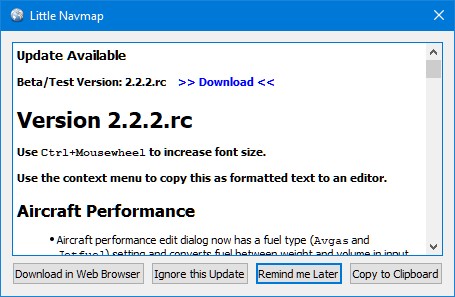 Little Navmap
Update Available
Beta/Test Version: 2.2.2.rc >> Download <<
Version 2.2.2.rc
Use Ctrl+Mousewheel to increase font size.
Use the context menu to copy this as formatted text to an editor.
Aircraft Performance
• Aircraft performance edit dialog now has a fuel type (Avgas and
Jetfuel) setting and converts fuel between weight and volume in input
Download in Web Browser Ignore this Update Remind me Later Copy to Clipboard